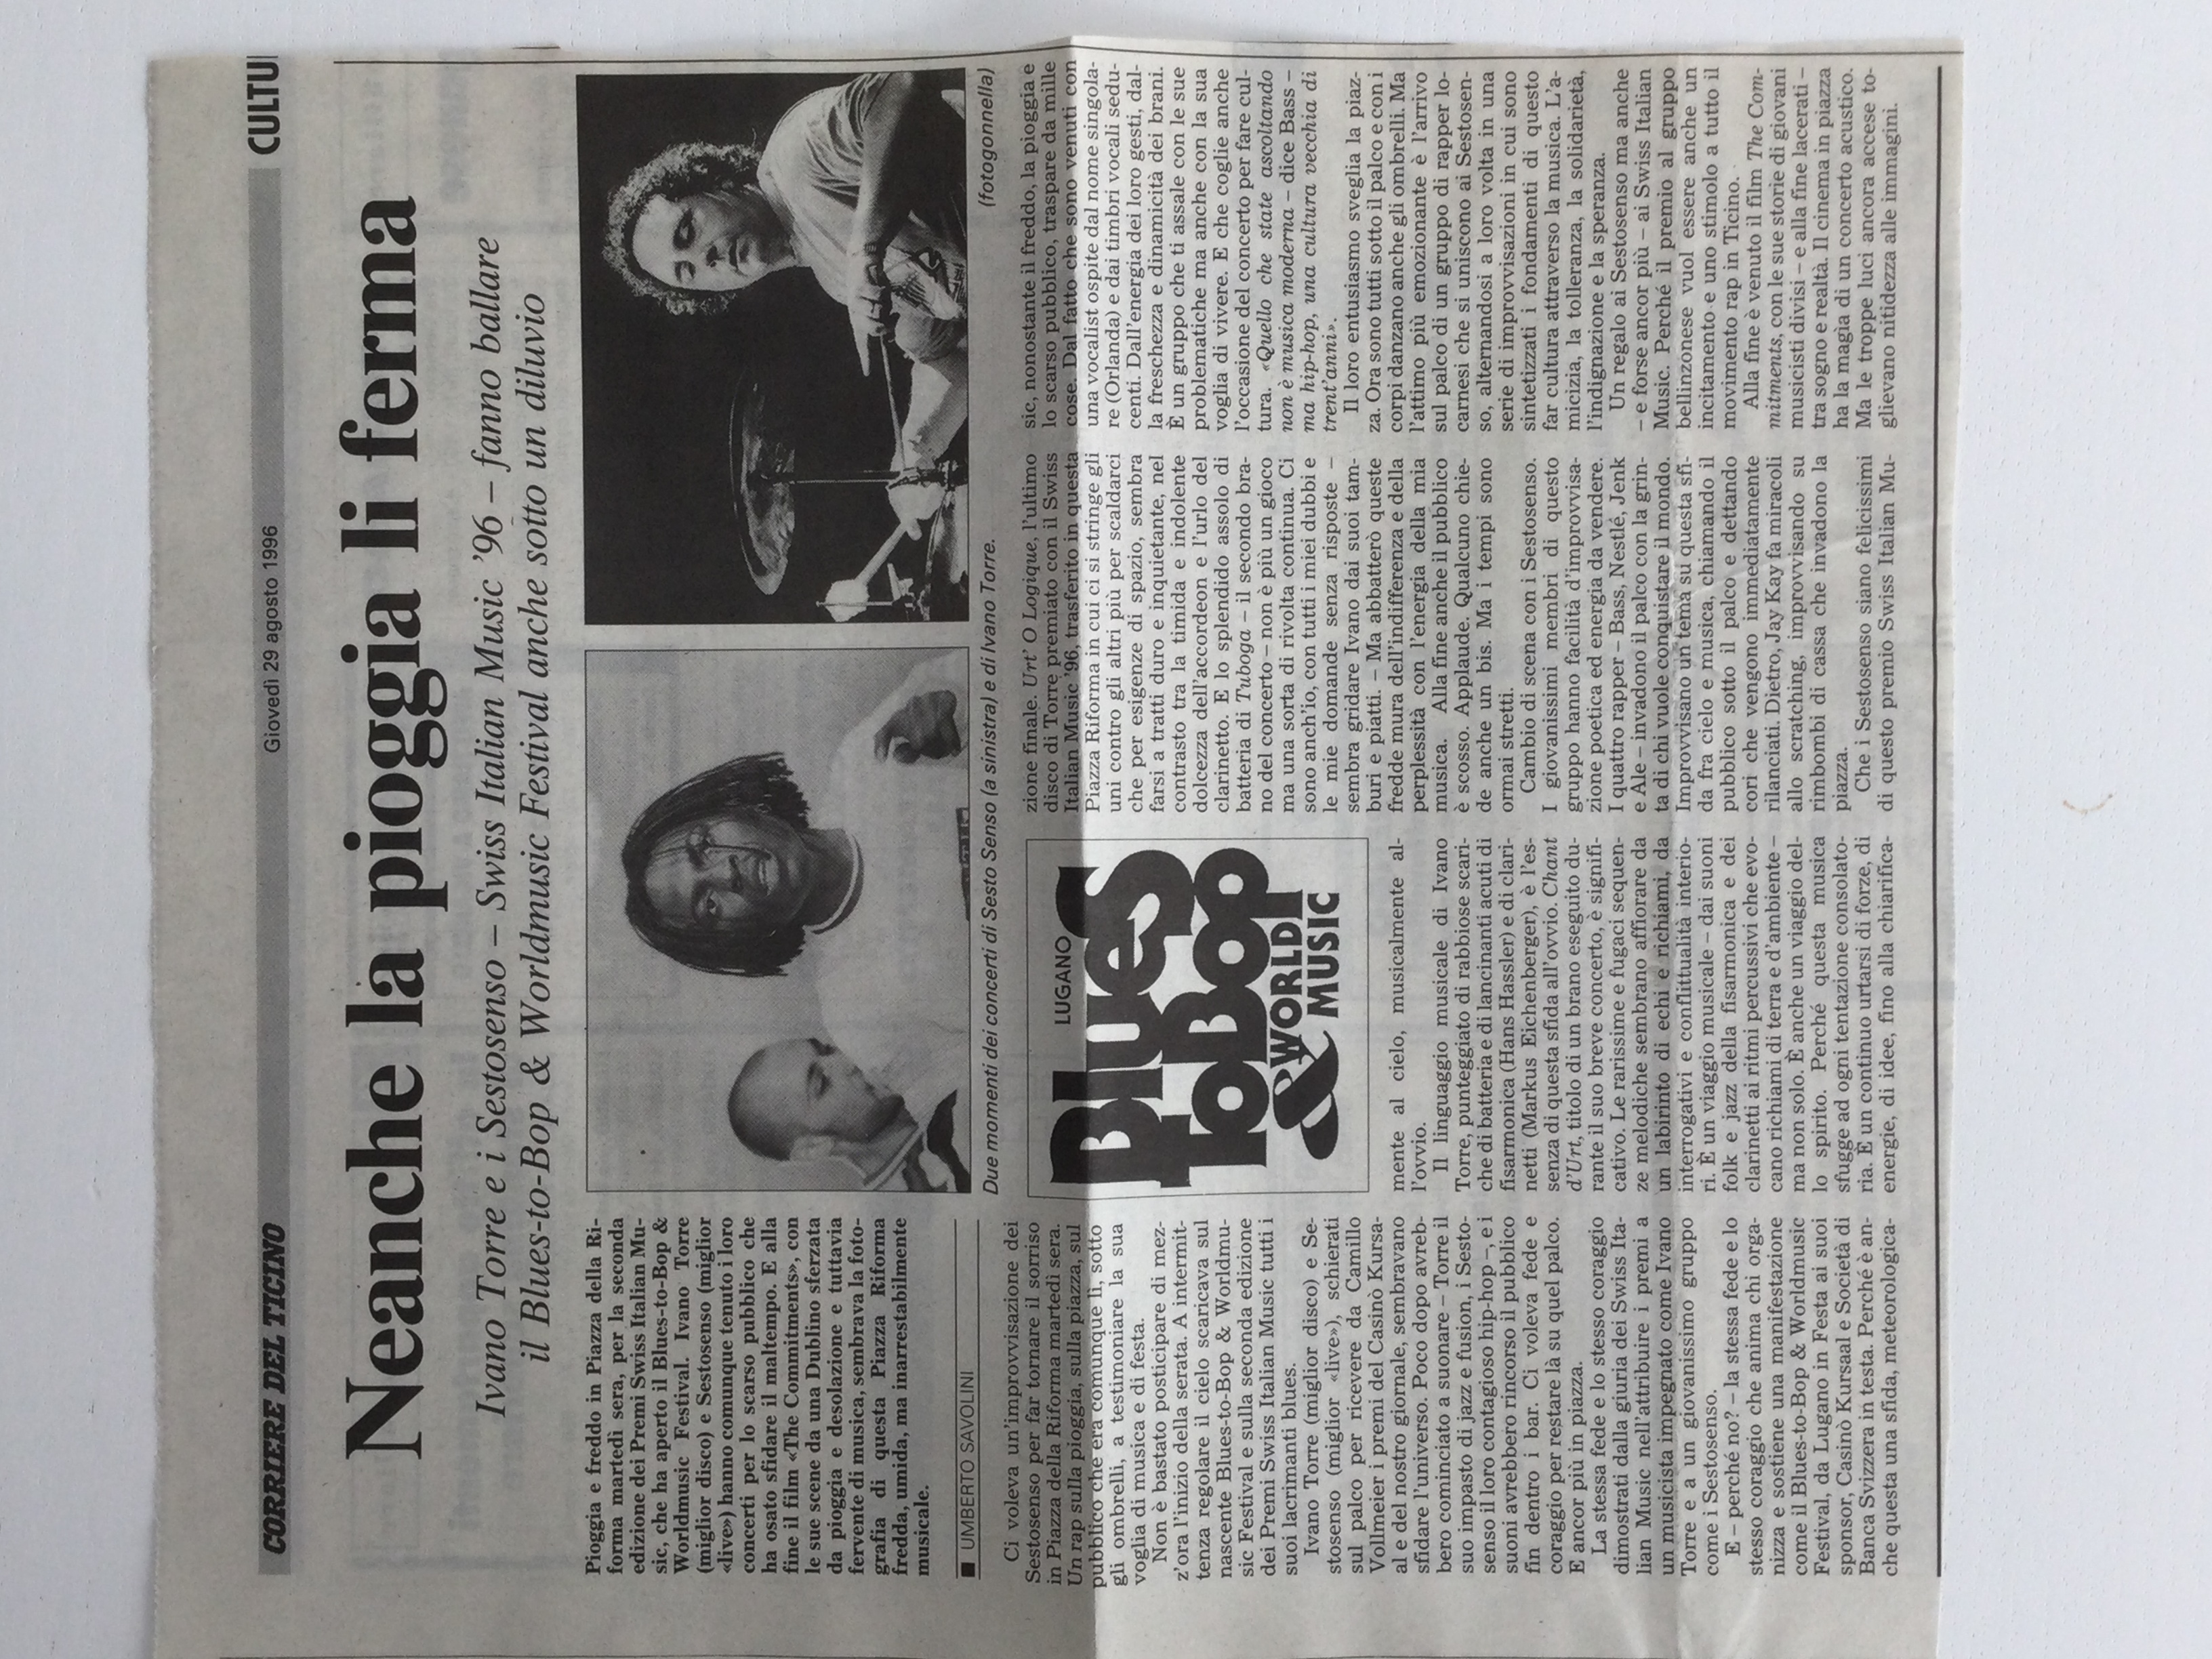 CORRIERE DEL TICINO
Giovedì 29 agosto 1996
CULTU
Neanche la pioggia li ferma
Ivano Torre e i Sestosenso – Swiss Italian Music '96 – fanno ballare
il Blues-to-Bop & Worldmusic Festival anche sotto un diluvio
Due momenti dei concerti di Sesto Senso (a sinistra) e di Ivano Torre.
(fotogonnella)
Pioggia e freddo in Piazza della Ri-
forma martedì sera, per la seconda
edizione dei Premi Swiss Italian Mu-
sic, che ha aperto il Blues-to-Bop &
Worldmusic Festival. Ivano Torre
(miglior disco) e Sestosenso (miglior
«live») hanno comunque tenuto i loro
concerti per lo scarso pubblico che
ha osato sfidare il maltempo. E alla
fine il film «The Commitments», con
le sue scene da una Dublino sferzata
da pioggia e desolazione e tuttavia
fervente di musica, sembrava la foto-
grafia di questa Piazza Riforma
fredda, umida, ma inarrestabilmente
musicale.
■ UMBERTO SAVOLINI
Ci voleva un'improvvisazione dei
Sestosenso per far tornare il sorriso
in Piazza della Riforma martedì sera.
Un rap sulla pioggia, sulla piazza, sul
pubblico che era comunque lì, sotto
gli ombrelli, a testimoniare la sua
voglia di musica e di festa.
Non è bastato posticipare di mez-
z'ora l'inizio della serata. A intermit-
tenza regolare il cielo scaricava sul
nascente Blues-to-Bop & Worldmu-
sic Festival e sulla seconda edizione
dei Premi Swiss Italian Music tutti i
suoi lacrimanti blues.
Ivano Torre (miglior disco) e Se-
stosenso (miglior «live»), schierati
sul palco per ricevere da Camillo
Vollmeier i premi del Casinò Kursa-
al e del nostro giornale, sembravano
sfidare l'universo. Poco dopo avreb-
bero cominciato a suonare – Torre il
suo impasto di jazz e fusion, i Sesto-
senso il loro contagioso hip-hop –, e i
suoni avrebbero rincorso il pubblico
fin dentro i bar. Ci voleva fede e
coraggio per restare là su quel palco.
E ancor più in piazza.
La stessa fede e lo stesso coraggio
dimostrati dalla giuria dei Swiss Ita-
lian Music nell'attribuire i premi a
un musicista impegnato come Ivano
Torre e a un giovanissimo gruppo
come i Sestosenso.
E – perché no? – la stessa fede e lo
stesso coraggio che anima chi orga-
nizza e sostiene una manifestazione
come il Blues-to-Bop & Worldmusic
Festival, da Lugano in Festa ai suoi
sponsor, Casinò Kursaal e Società di
Banca Svizzera in testa. Perché è an-
che questa una sfida, meteorologica-
LUGANO
BLUES
TO BOP
& WORLD
MUSIC
mente al cielo, musicalmente al-
l'ovvio.
Il linguaggio musicale di Ivano
Torre, punteggiato di rabbiose scari-
che di batteria e di lancinanti acuti di
fisarmonica (Hans Hassler) e di clari-
netti (Markus Eichenberger), è l'es-
senza di questa sfida all'ovvio. Chant
d'Urt, titolo di un brano eseguito du-
rante il suo breve concerto, è signifi-
cativo. Le rarissime e fugaci sequen-
ze melodiche sembrano affiorare da
un labirinto di echi e richiami, da
interrogativi e conflittualità interio-
ri. È un viaggio musicale – dai suoni
folk e jazz della fisarmonica e dei
clarinetti ai ritmi percussivi che evo-
cano richiami di terra e d'ambiente –
ma non solo. È anche un viaggio del-
lo spirito. Perché questa musica
sfugge ad ogni tentazione consolato-
ria. È un continuo urtarsi di forze, di
energie, di idee, fino alla chiarifica-
zione finale. Urt' O Logique, l'ultimo
disco di Torre premiato con il Swiss
Italian Music '96, trasferito in questa
Piazza Riforma in cui ci si stringe gli
uni contro gli altri più per scaldarci
che per esigenze di spazio, sembra
farsi a tratti duro e inquietante, nel
contrasto tra la timida e indolente
dolcezza dell'accordeon e l'urlo del
clarinetto. E lo splendido assolo di
batteria di Tuboga – il secondo bra-
no del concerto – non è più un gioco
ma una sorta di rivolta continua. Ci
sono anch'io, con tutti i miei dubbi e
le mie domande senza risposte –
sembra gridare Ivano dai suoi tam-
buri e piatti. – Ma abbatterò queste
fredde mura dell'indifferenza e della
perplessità con l'energia della mia
musica. Alla fine anche il pubblico
è scosso. Applaude. Qualcuno chie-
de anche un bis. Ma i tempi sono
ormai stretti.
Cambio di scena con i Sestosenso.
I giovanissimi membri di questo
gruppo hanno facilità d'improvvisa-
zione poetica ed energia da vendere.
I quattro rapper – Bass, Nestlé, Jenk
e Ale – invadono il palco con la grin-
ta di chi vuole conquistare il mondo.
Improvvisano un tema su questa sfi-
da fra cielo e musica, chiamando il
pubblico sotto il palco e dettando
cori che vengono immediatamente
rilanciati. Dietro, Jay Kay fa miracoli
allo scratching, improvvisando su
rimbombi di cassa che invadono la
piazza.
Che i Sestosenso siano felicissimi
di questo premio Swiss Italian Mu-
sic, nonostante il freddo, la pioggia e
lo scarso pubblico, traspare da mille
cose. Dal fatto che sono venuti con
una vocalist ospite dal nome singola-
re (Orlanda) e dai timbri vocali sedu-
centi. Dall'energia dei loro gesti, dal-
la freschezza e dinamicità dei brani.
È un gruppo che ti assale con le sue
problematiche ma anche con la sua
voglia di vivere. E che coglie anche
l'occasione del concerto per fare cul-
tura. «Quello che state ascoltando
non è musica moderna – dice Bass –
ma hip-hop, una cultura vecchia di
trent'anni».
Il loro entusiasmo sveglia la piaz-
za. Ora sono tutti sotto il palco e con i
corpi danzano anche gli ombrelli. Ma
l'attimo più emozionante è l'arrivo
sul palco di un gruppo di rapper lo-
carnesi che si uniscono ai Sestosen-
so, alternandosi a loro volta in una
serie di improvvisazioni in cui sono
sintetizzati i fondamenti di questo
far cultura attraverso la musica. L'a-
micizia, la tolleranza, la solidarietà,
l'indignazione e la speranza.
Un regalo ai Sestosenso ma anche
– e forse ancor più – ai Swiss Italian
Music. Perché il premio al gruppo
bellinzonese vuol essere anche un
incitamento e uno stimolo a tutto il
movimento rap in Ticino.
Alla fine è venuto il film The Com-
mitments, con le sue storie di giovani
musicisti divisi – e alla fine lacerati –
tra sogno e realtà. Il cinema in piazza
ha la magìa di un concerto acustico.
Ma le troppe luci ancora accese to-
glievano nitidezza alle immagini.